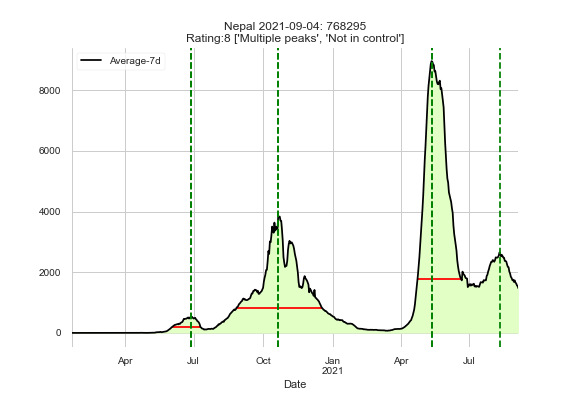 Nepal 2021-09-04: 768295
Rating:8 ['Multiple peaks', 'Not in control']
Average-7d
8000
6000
4000
2000
0
Apr Jul Oct Jan Apr Jul
2021
Date